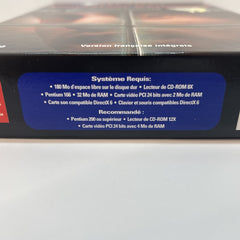 Version française intégrale
Système Requis:
• 180 Mo d'espace libre sur le disque dur • Lecteur de CD-ROM 8X
• Pentium 166 • 32 Mo de RAM • Carte vidéo PCI 24 bits avec 2 Mo de RAM
• Carte son compatible DirectX 6 • Clavier et souris compatibles DirectX 6
Recommandé :
• Pentium 200 ou supérieur • Lecteur de CD-ROM 12X
• Carte vidéo PCI 24 bits avec 4 Mo de RAM